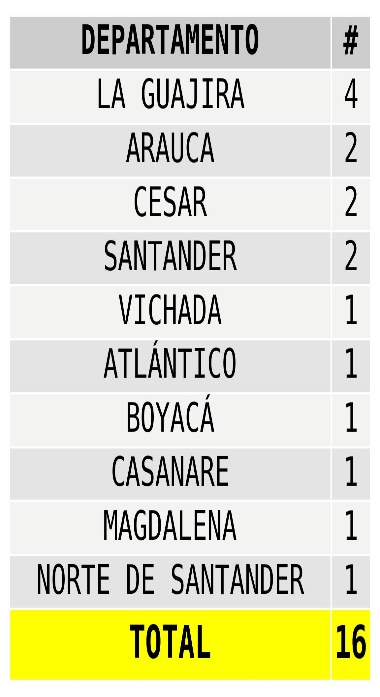 DEPARTAMENTO #
LA GUAJIRA 4
ARAUCA 2
CESAR 2
SANTANDER 2
VICHADA 1
ATLÁNTICO 1
BOYACÁ 1
CASANARE 1
MAGDALENA 1
NORTE DE SANTANDER 1
TOTAL 16